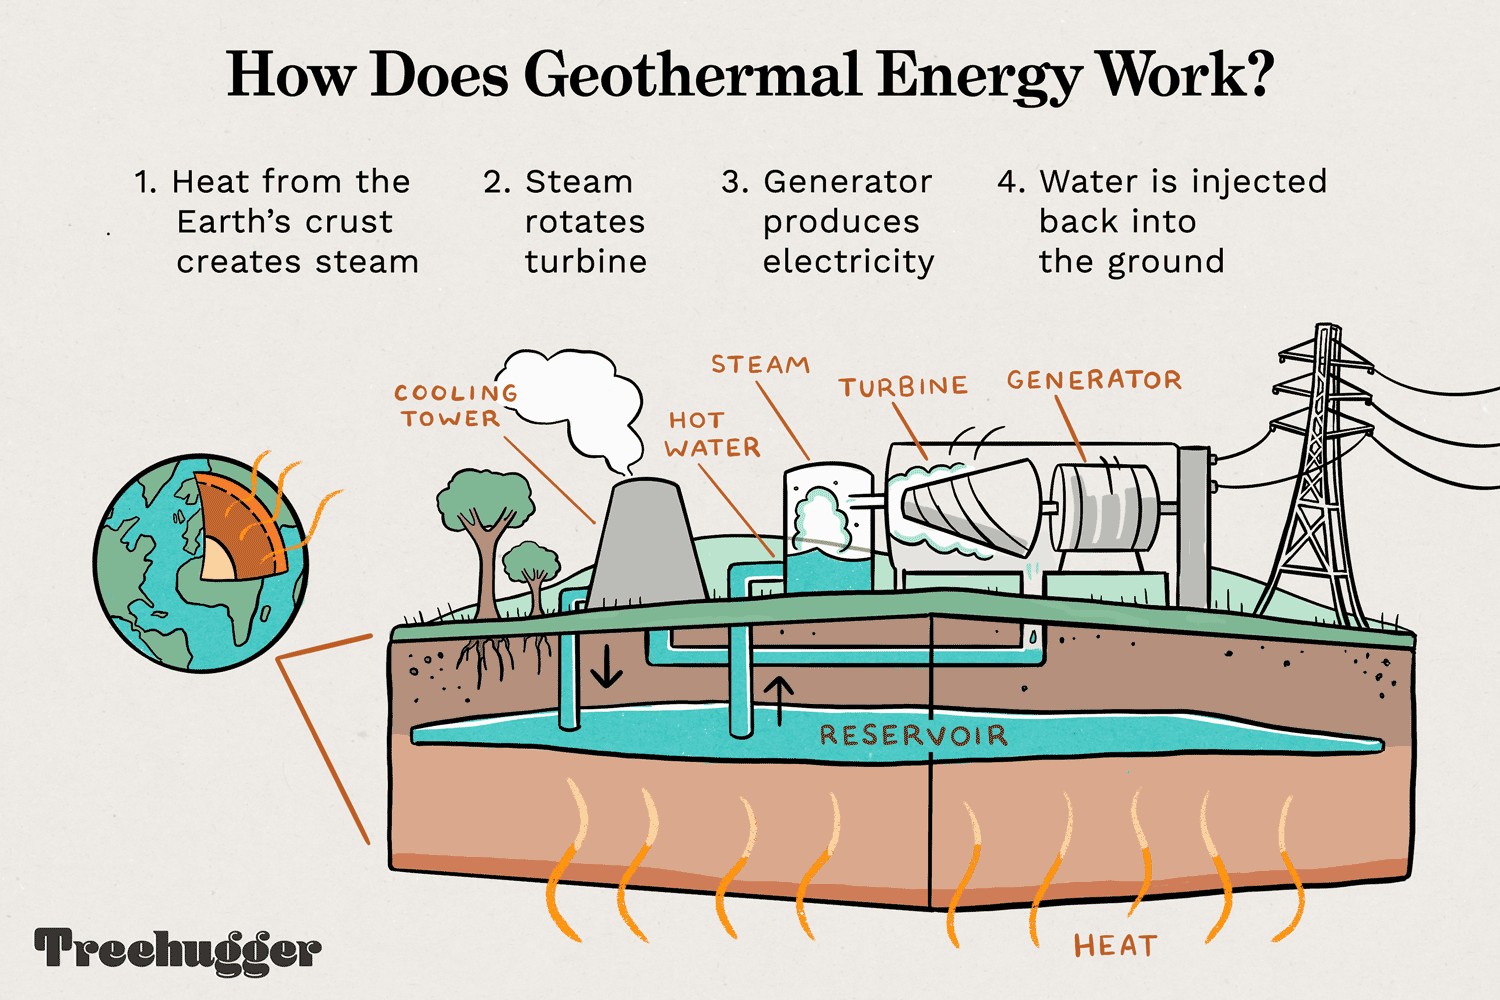 How Does Geothermal Energy Work?
1. Heat from the
Earth's crust
creates steam
2. Steam
rotates
turbine
3. Generator
produces
electricity
4. Water is injected
back into
the ground
COOLING
TOWER
HOT
WATER
STEAM
TURBINE
GENERATOR
RESERVOIR
HEAT
Treehugger